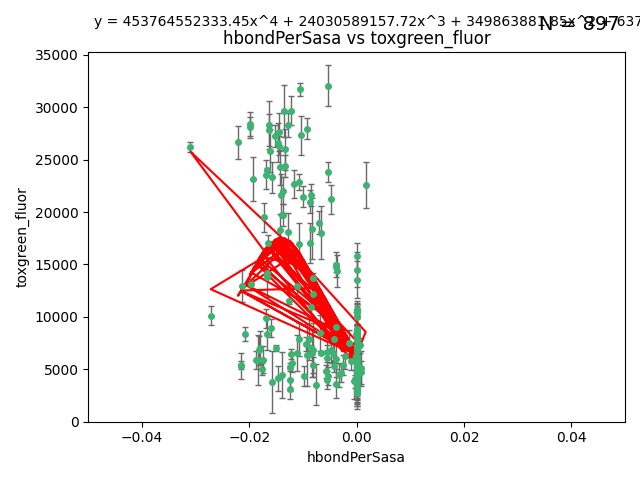 y = 453764552333.45x^4 + 24030589157.72x^3 + 349863881
N = 897
hbondPerSasa vs toxgreen_fluor
35000
30000
25000
20000
15000
10000
5000
0
toxgreen_fluor
−0.04
−0.02
0.00
0.02
0.04
hbondPerSasa